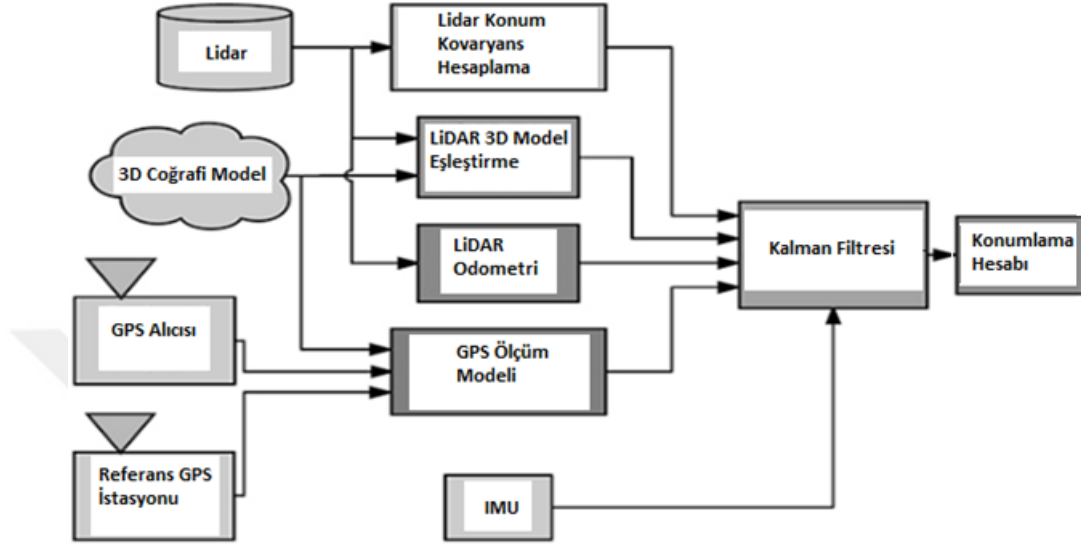 Lidar
Lidar Konum
Kovaryans
Hesaplama
3D Coğrafi Model
LiDAR 3D Model
Eşleştirme
LiDAR
Odometri
Kalman Filtresi
Konumlama
Hesabı
GPS Alıcısı
GPS Ölçüm
Modeli
Referans GPS
İstasyonu
IMU